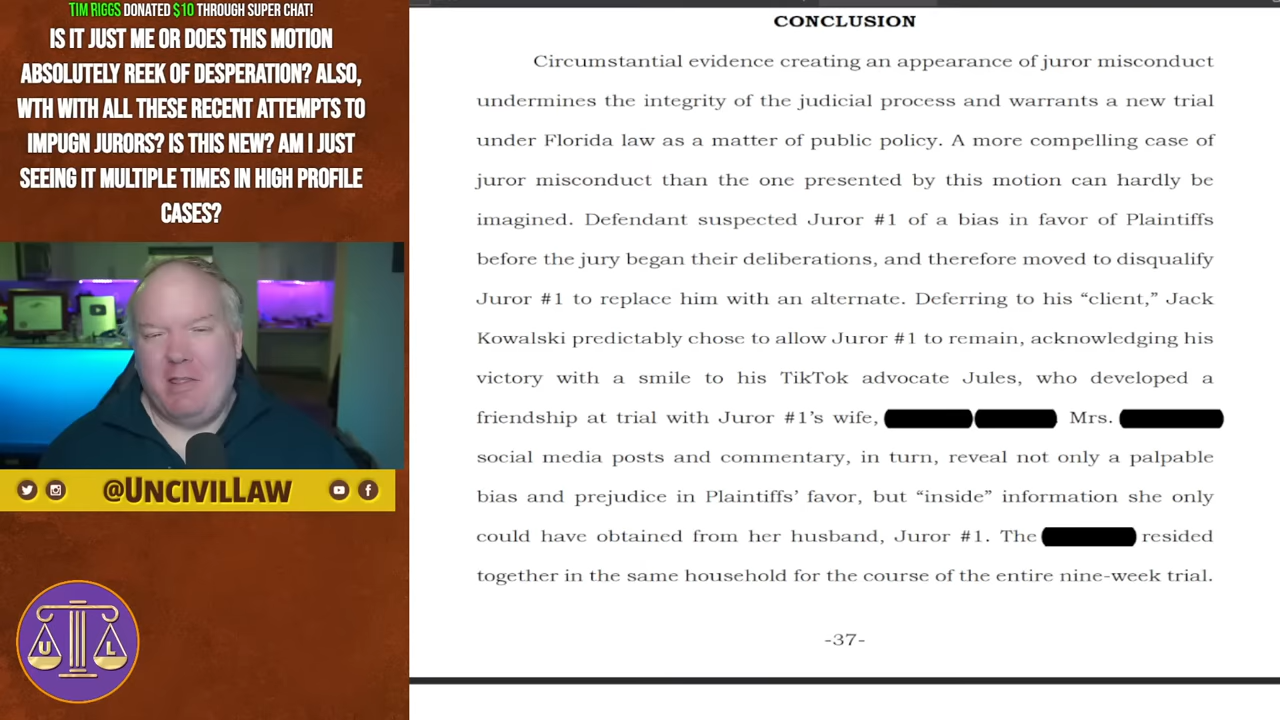 TIM RIGGS DONATED $10 THROUGH SUPER CHAT!
IS IT JUST ME OR DOES THIS MOTION
ABSOLUTELY REEK OF DESPERATION? ALSO,
WTH WITH ALL THESE RECENT ATTEMPTS TO
IMPUGN JURORS? IS THIS NEW? AM I JUST
SEEING IT MULTIPLE TIMES IN HIGH PROFILE
CASES?
@UNCIVILLAW
U L
CONCLUSION
Circumstantial evidence creating an appearance of juror misconduct
undermines the integrity of the judicial process and warrants a new trial
under Florida law as a matter of public policy. A more compelling case of
juror misconduct than the one presented by this motion can hardly be
imagined. Defendant suspected Juror #1 of a bias in favor of Plaintiffs
before the jury began their deliberations, and therefore moved to disqualify
Juror #1 to replace him with an alternate. Deferring to his “client,” Jack
Kowalski predictably chose to allow Juror #1 to remain, acknowledging his
victory with a smile to his TikTok advocate Jules, who developed a
friendship at trial with Juror #1’s wife, Mrs.
social media posts and commentary, in turn, reveal not only a palpable
bias and prejudice in Plaintiffs’ favor, but “inside” information she only
could have obtained from her husband, Juror #1. The resided
together in the same household for the course of the entire nine-week trial.
-37-